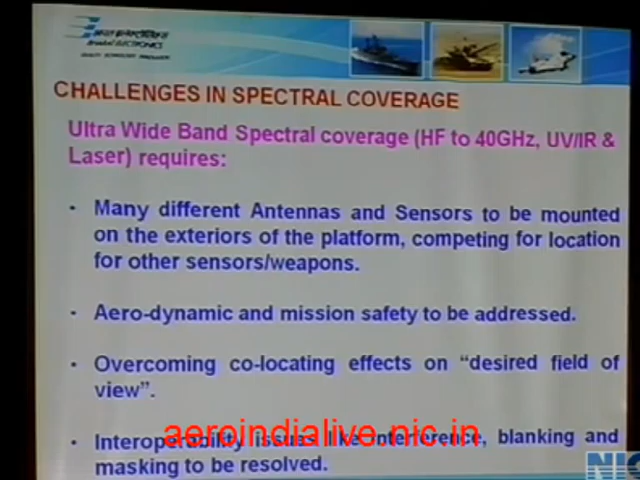 CHALLENGES IN SPECTRAL COVERAGE
Ultra Wide Band Spectral coverage (HF to 40GHz, UV/IR &
Laser) requires:
• Many different Antennas and Sensors to be mounted
on the exteriors of the platform, competing for location
for other sensors/weapons.
• Aero-dynamic and mission safety to be addressed.
• Overcoming co-locating effects on “desired field of
view”.
aeroindialive.nic.in
• Interoperability issues like interference, blanking and
masking to be resolved.
NIC